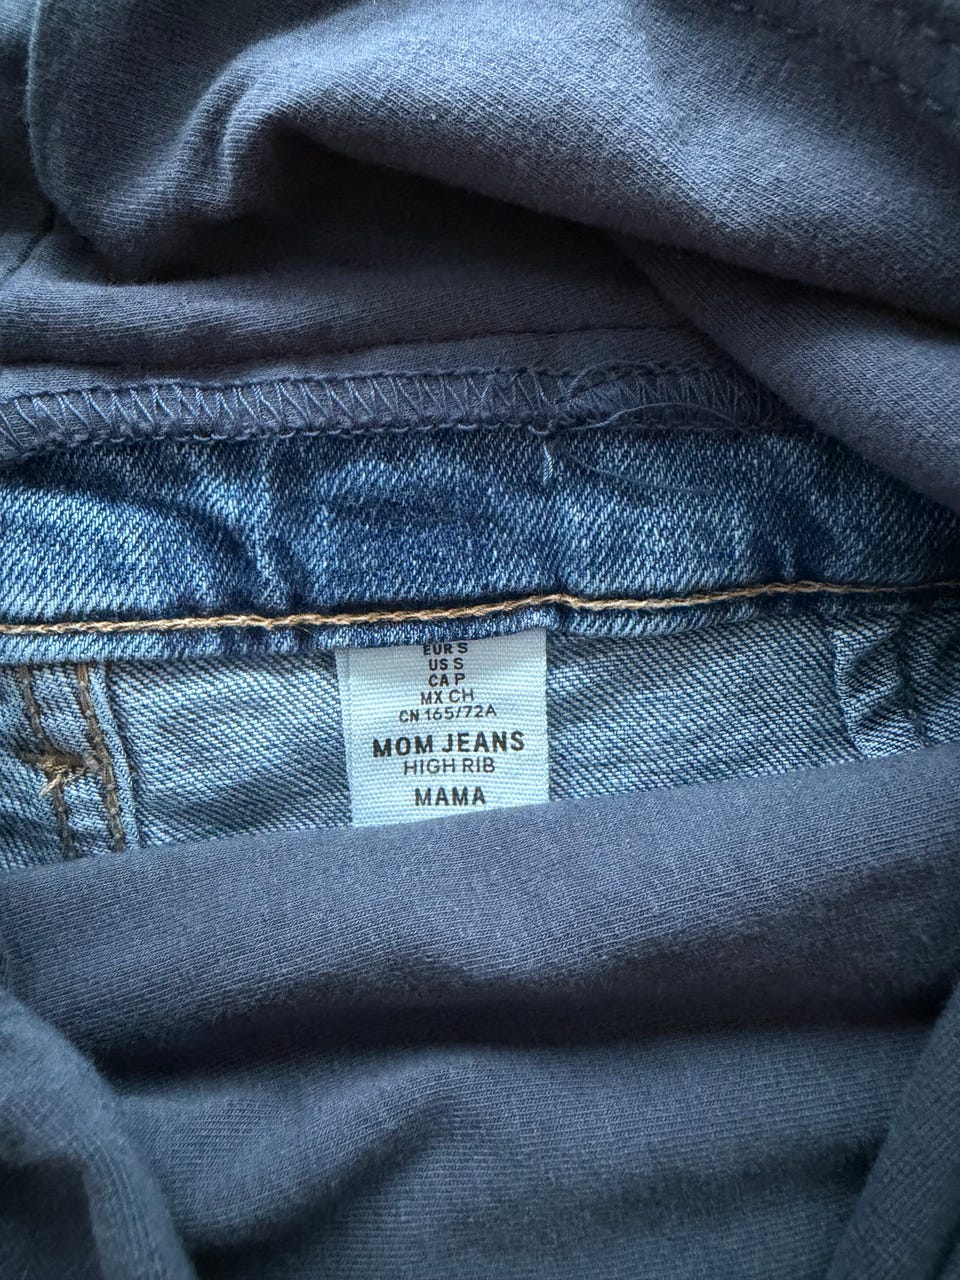 EUR S
US S
CA P
MX CH
CN 165/72A
MOM JEANS
HIGH RIB
MAMA